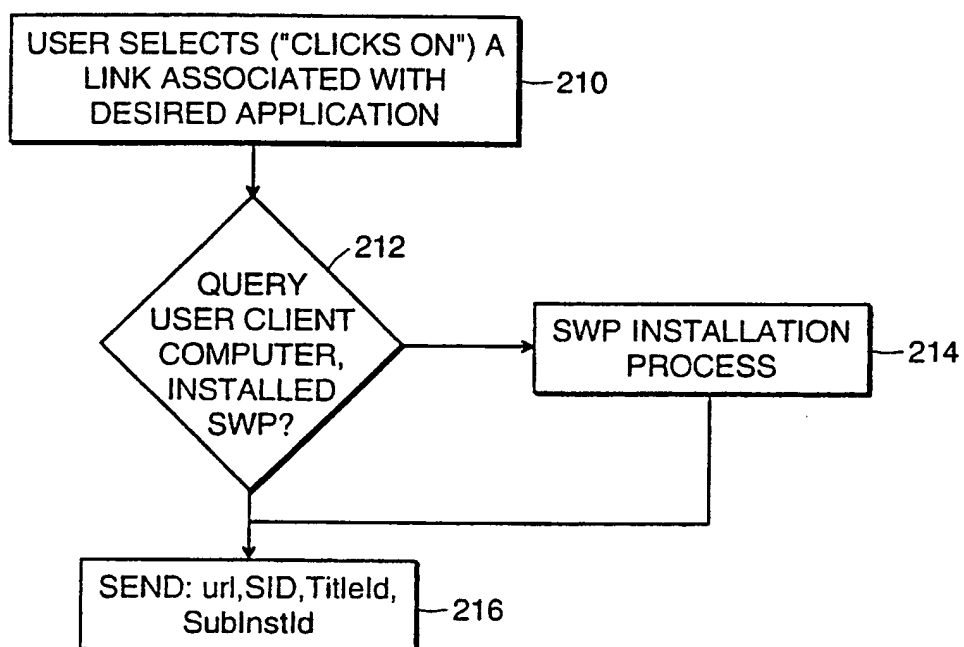 USER SELECTS ("CLICKS ON") A
LINK ASSOCIATED WITH
DESIRED APPLICATION
210
212
QUERY
USER CLIENT
COMPUTER,
INSTALLED
SWP?
SWP INSTALLATION
PROCESS
214
SEND: url,SID,TitleId,
SubInstId
216